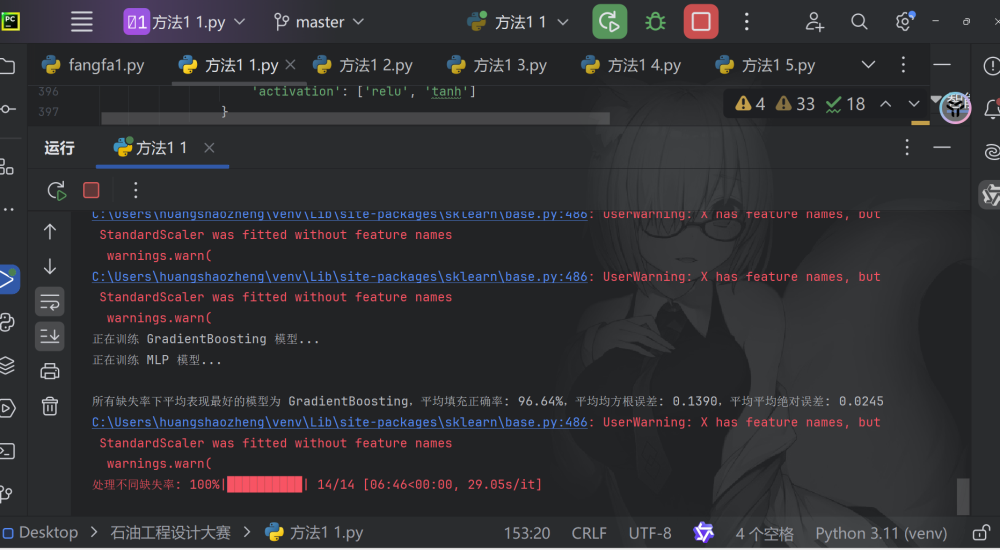 PC 01 方法1 1.py master 方法1 1
fangfa1.py 方法1 1.py 方法1 2.py 方法1 3.py 方法1 4.py 方法1 5.py
396 'activation': ['relu', 'tanh']
397 }
4 33 18
运行 方法1 1
C:\Users\huangshaozheng\venv\Lib\site-packages\sklearn\base.py:486: UserWarning: X has feature names, but
StandardScaler was fitted without feature names
warnings.warn(
C:\Users\huangshaozheng\venv\Lib\site-packages\sklearn\base.py:486: UserWarning: X has feature names, but
StandardScaler was fitted without feature names
warnings.warn(
正在训练 GradientBoosting 模型...
正在训练 MLP 模型...
所有缺失率下平均表现最好的模型为 GradientBoosting，平均填充正确率: 96.64%，平均均方根误差: 0.1390，平均平均绝对误差: 0.0245
C:\Users\huangshaozheng\venv\Lib\site-packages\sklearn\base.py:486: UserWarning: X has feature names, but
StandardScaler was fitted without feature names
warnings.warn(
处理不同缺失率: 100%|██████████| 14/14 [06:46<00:00, 29.05s/it]
Desktop > 石油工程设计大赛 > 方法1 1.py 153:20 CRLF UTF-8 4 个空格 Python 3.11 (venv)